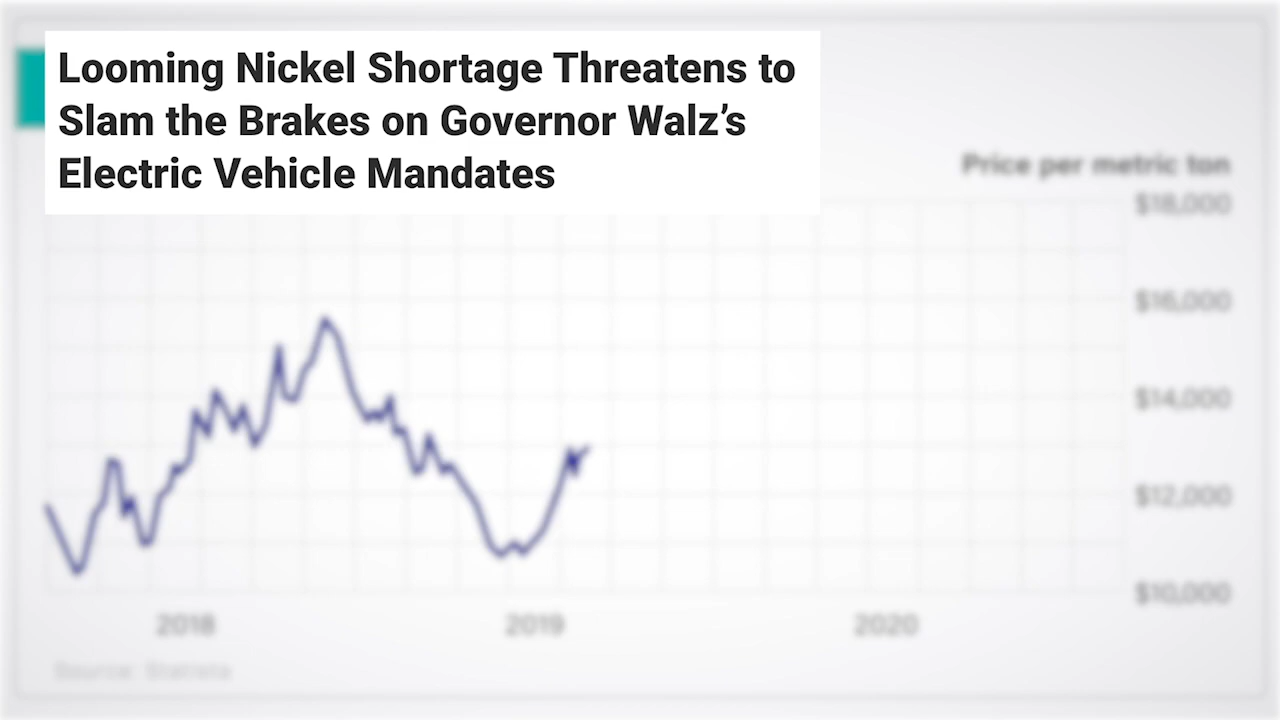 Looming Nickel Shortage Threatens to
Slam the Brakes on Governor Walz’s
Electric Vehicle Mandates
Price per metric ton
$18,000
$16,000
$14,000
$12,000
$10,000
2018 2019 2020
Source: Statista